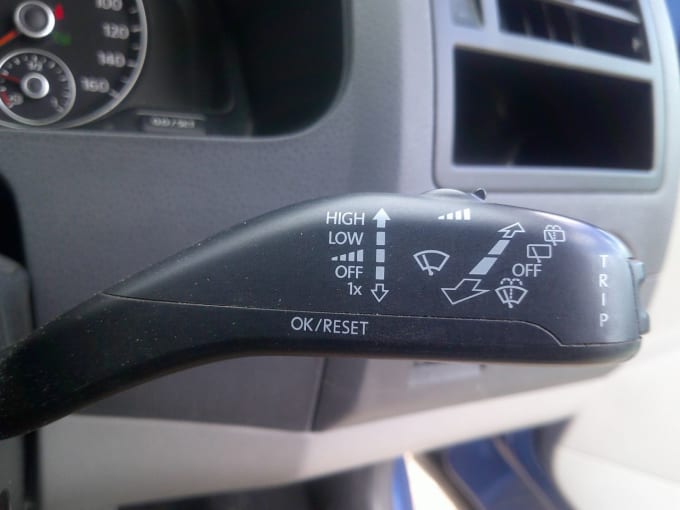 100
120
140
160
HIGH
LOW
OFF
1x
OFF
TRIP
OK/RESET